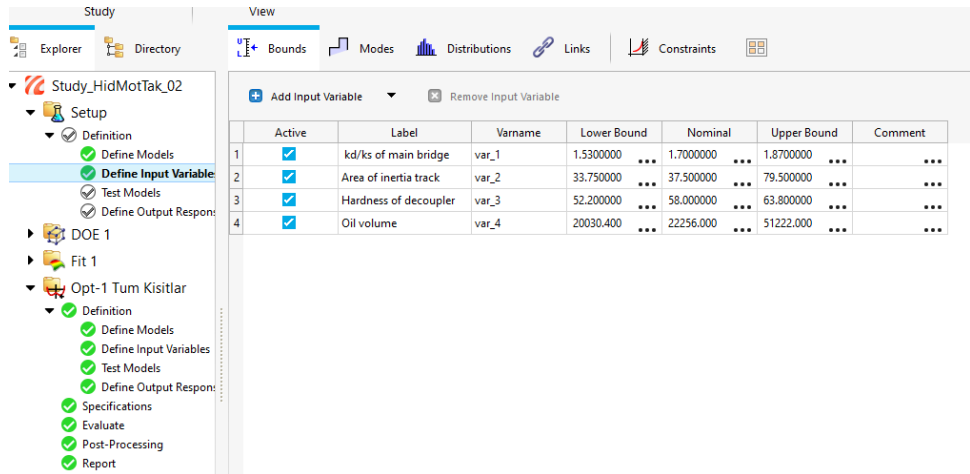 Study View
Explorer Directory Bounds Modes Distributions Links Constraints
Study_HidMotTak_02
Setup
Definition
Define Models
Define Input Variable
Test Models
Define Output Respon
DOE 1
Fit 1
Opt-1 Tum Kisitlar
Definition
Define Models
Define Input Variables
Test Models
Define Output Respon
Specifications
Evaluate
Post-Processing
Report
Add Input Variable Remove Input Variable
Active Label Varname Lower Bound Nominal Upper Bound Comment
1 kd/ks of main bridge var_1 1.5300000 ... 1.7000000 ... 1.8700000 ... ...
2 Area of inertia track var_2 33.750000 ... 37.500000 ... 79.500000 ... ...
3 Hardness of decoupler var_3 52.200000 ... 58.000000 ... 63.800000 ... ...
4 Oil volume var_4 20030.400 ... 22256.000 ... 51222.000 ... ...